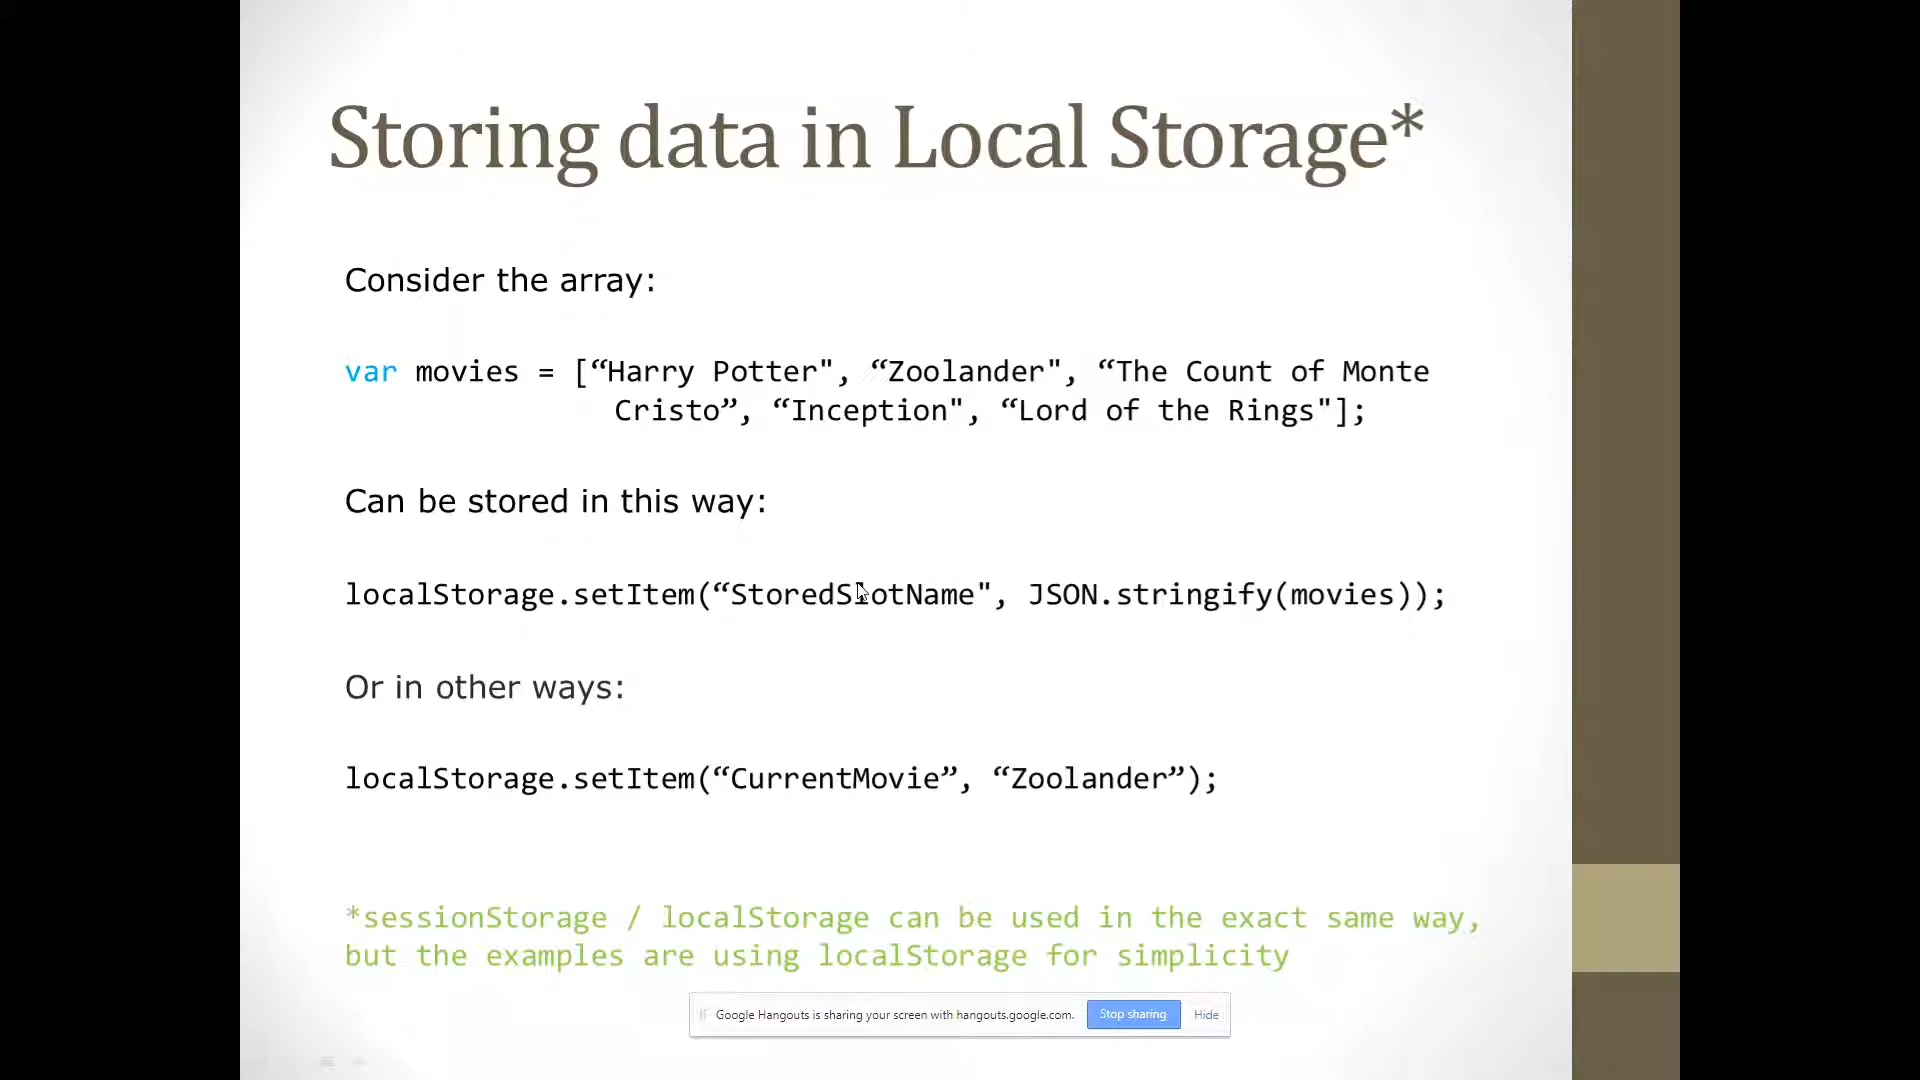 Storing data in Local Storage*
Consider the array:
var movies = [“Harry Potter", “Zoolander", “The Count of Monte
Cristo”, “Inception", “Lord of the Rings"];
Can be stored in this way:
localStorage.setItem(“StoredSlotName", JSON.stringify(movies));
Or in other ways:
localStorage.setItem(“CurrentMovie”, “Zoolander”);
*sessionStorage / localStorage can be used in the exact same way,
but the examples are using localStorage for simplicity
Google Hangouts is sharing your screen with hangouts.google.com. Stop sharing Hide